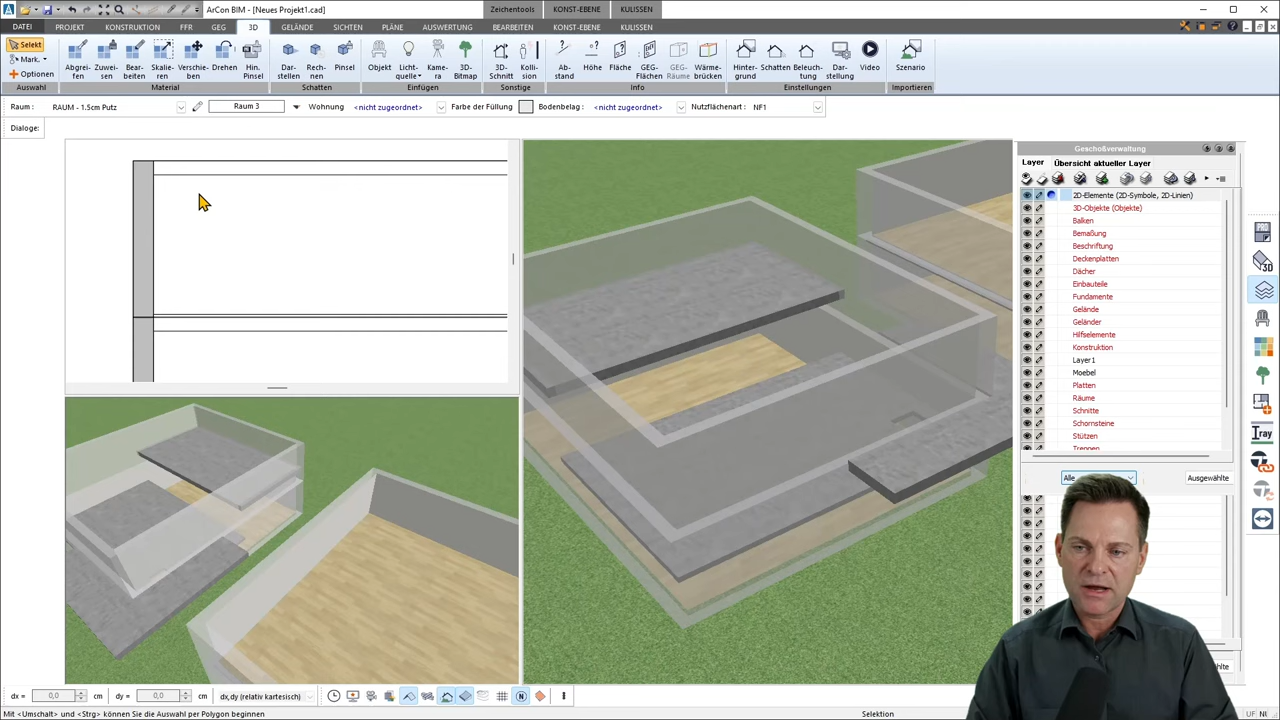 ArCon BIM - [Neues Projekt1.cad]
Zeichentools KONST-EBENE KULISSEN
DATEI PROJEKT KONSTRUKTION FFR GEG 3D GELÄNDE SICHTEN PLÄNE AUSWERTUNG BEARBEITEN KONST-EBENE KULISSEN
Selekt
Mark.
Optionen
Abgrei-
fen
Zuwei-
sen
Be-
arbeiten
Skalie-
ren
Verschie-
ben
Drehen
Hin.
Pinsel
Dar-
stellen
Rech-
nen
Pinsel
Objekt
Licht-
quelle
Kame-
ra
3D-
Bitmap
3D-
Schnitt
Kolli-
sion
Ab-
stand
Höhe
Fläche
GEG-
Flächen
GEG-
Räume
Wärme-
brücken
Hinter-
grund
Schatten
Beleuch-
tung
Dar-
stellung
Video
Szenario
Auswahl Material Schatten Einfügen Sonstige Info Einstellungen Importieren
Raum : RAUM - 1.5cm Putz Raum 3 Wohnung <nicht zugeordnet> Farbe der Füllung Bodenbelag : <nicht zugeordnet> Nutzflächenart : NF1
Dialoge:
Geschoßverwaltung
Layer Übersicht aktueller Layer
2D-Elemente (2D-Symbole, 2D-Linien)
3D-Objekte (Objekte)
Balken
Bemaßung
Beschriftung
Deckenplatten
Dächer
Einbauteile
Fundamente
Gelände
Geländer
Hilfselemente
Konstruktion
Layer1
Moebel
Platten
Räume
Schnitte
Schornsteine
Stützen
Treppen
Alle Ausgewählte
PRO
3D
Tray
dx = 0,0 cm dy = 0,0 cm dx,dy (relativ kartesisch)
Mit <Umschalt> und <Strg> können Sie die Auswahl per Polygon beginnen
Selektion
UF